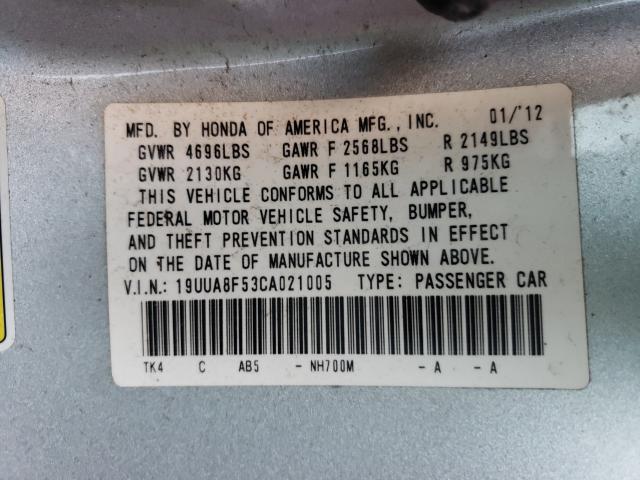 MFD. BY HONDA OF AMERICA MFG., INC. 01/'12
GVWR 4696LBS GAWR F 2568LBS R 2149LBS
GVWR 2130KG GAWR F 1165KG R 975KG
THIS VEHICLE CONFORMS TO ALL APPLICABLE
FEDERAL MOTOR VEHICLE SAFETY, BUMPER,
AND THEFT PREVENTION STANDARDS IN EFFECT
ON THE DATE OF MANUFACTURE SHOWN ABOVE.
V.I.N.: 19UUA8F53CA021005 TYPE: PASSENGER CAR
TK4 C AB5 - NH700M - A - A